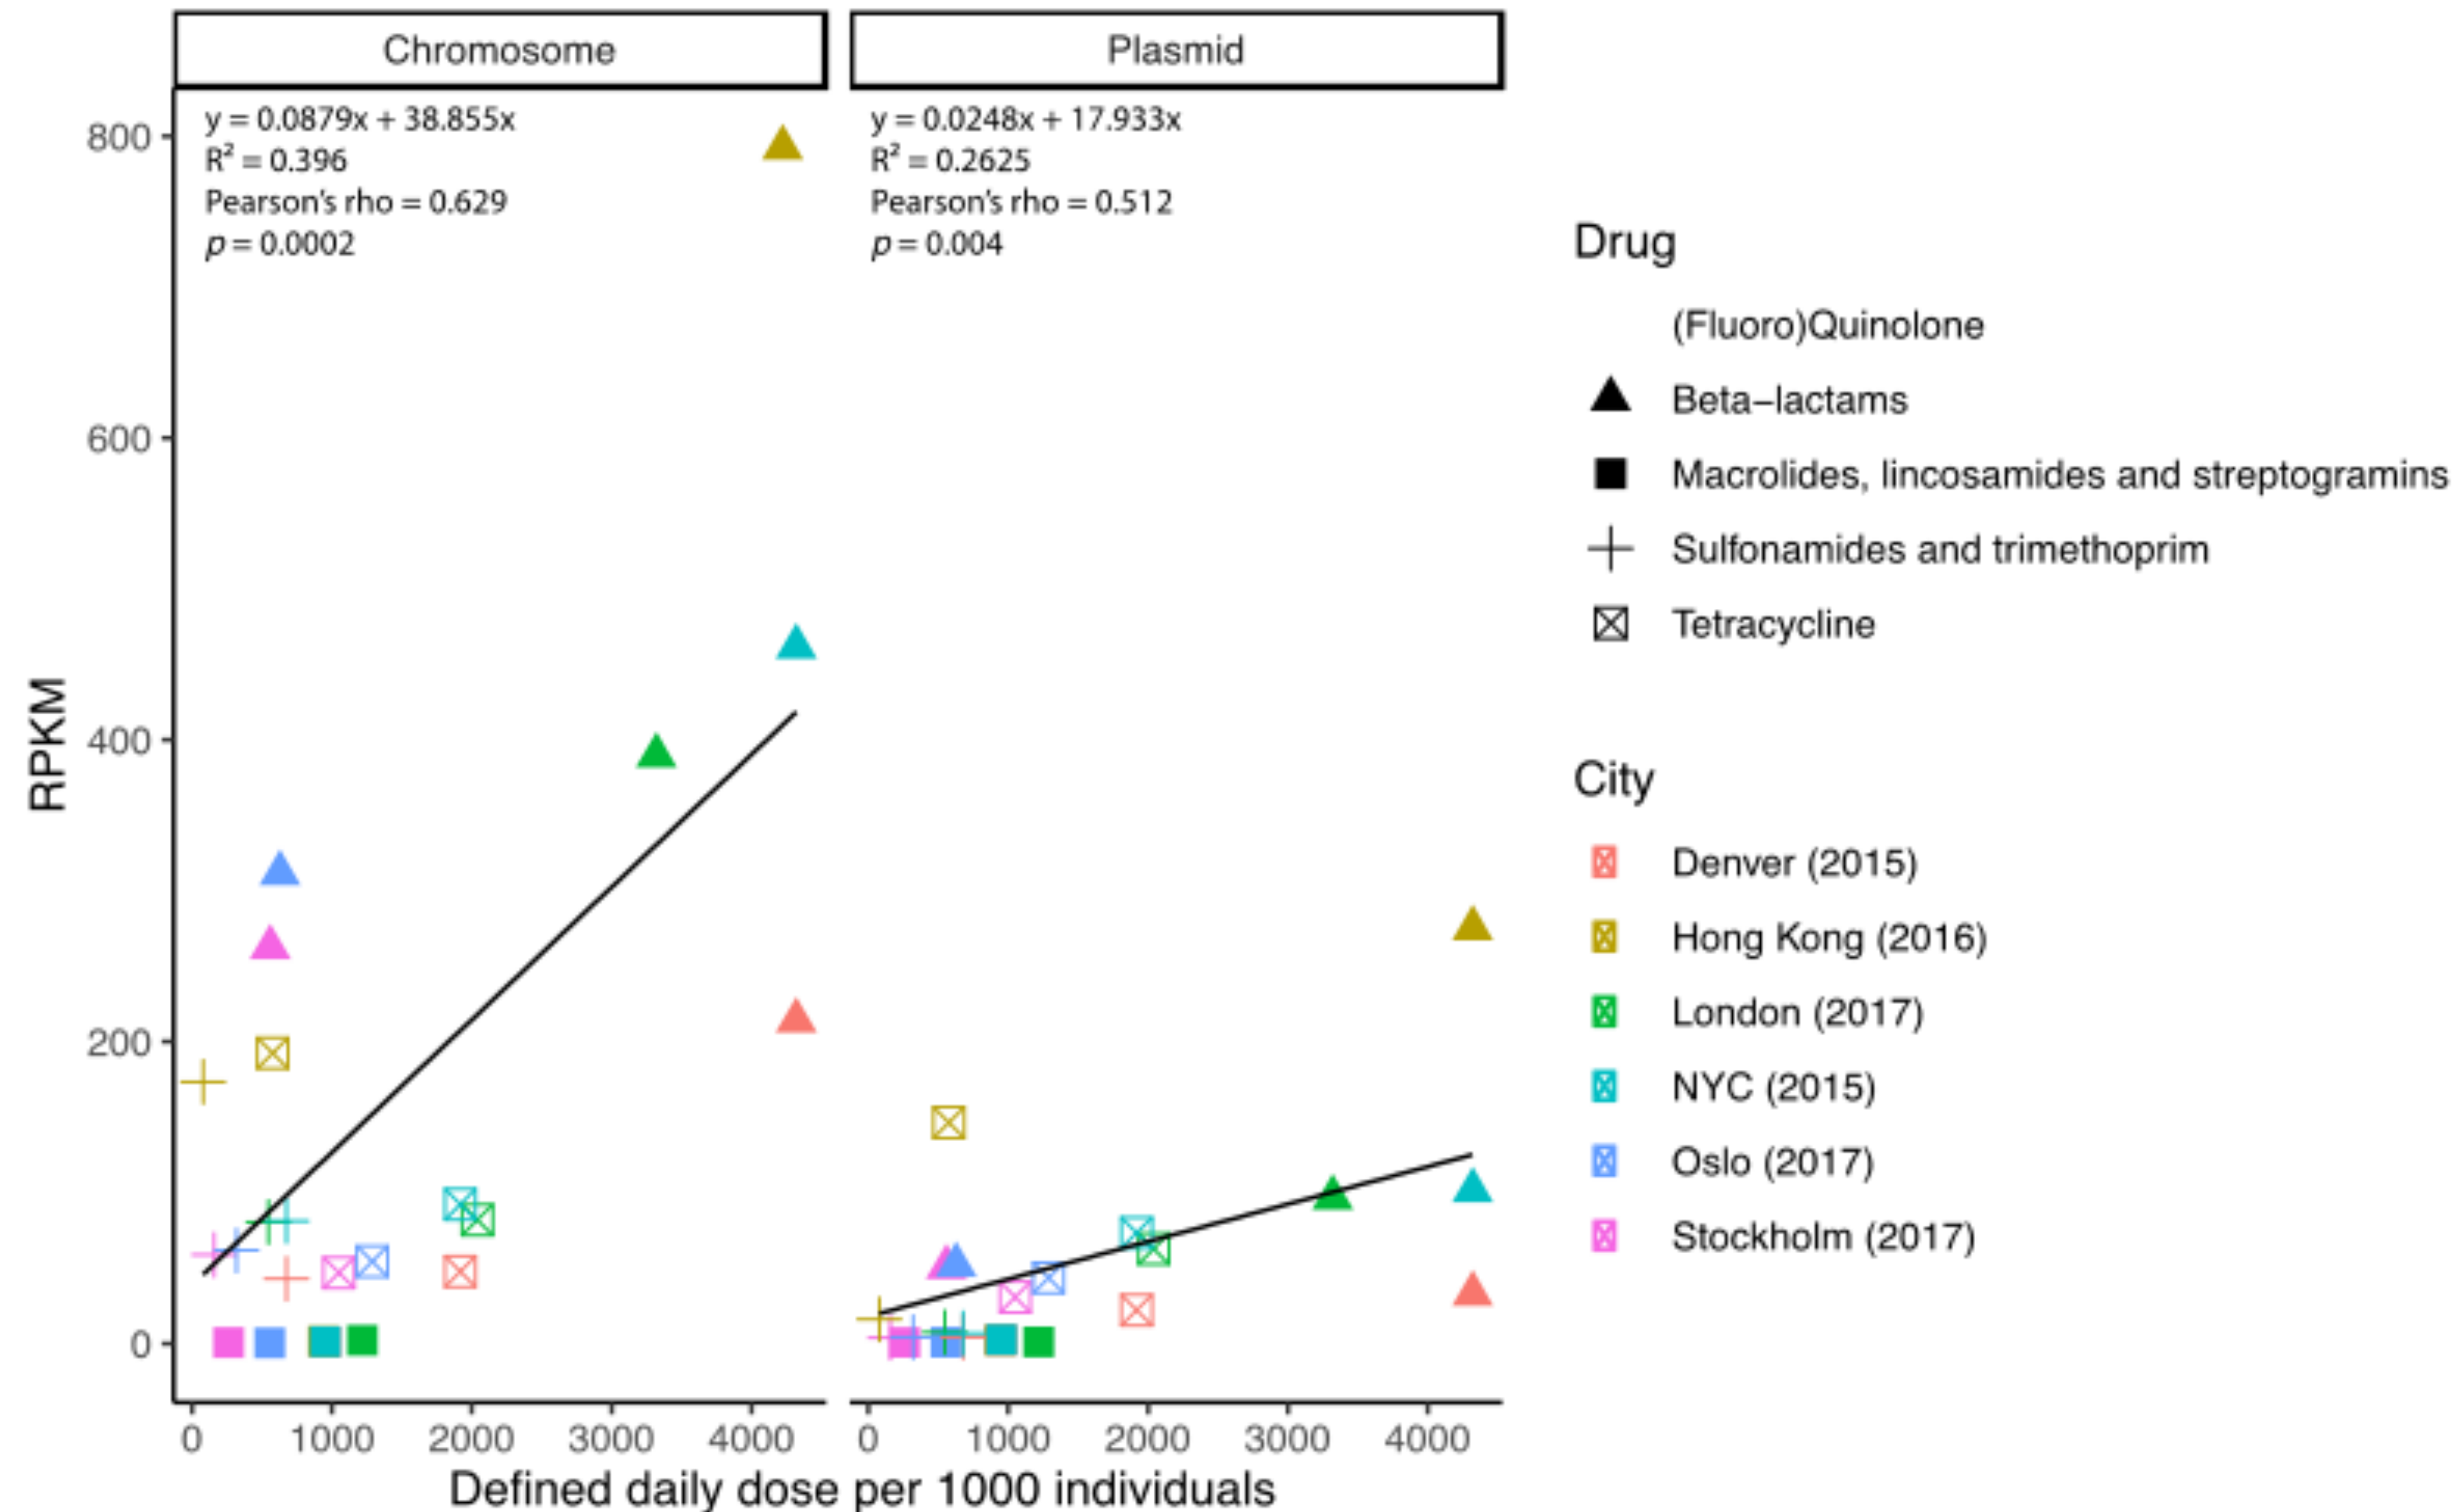 Chromosome
y = 0.0879x + 38.855x
R² = 0.396
Pearson's rho = 0.629
p = 0.0002
Plasmid
y = 0.0248x + 17.933x
R² = 0.2625
Pearson's rho = 0.512
p = 0.004
RPKM
800
600
400
200
0
0 1000 2000 3000 4000
0 1000 2000 3000 4000
Defined daily dose per 1000 individuals
Drug
(Fluoro)Quinolone
Beta–lactams
Macrolides, lincosamides and streptogramins
Sulfonamides and trimethoprim
Tetracycline
City
Denver (2015)
Hong Kong (2016)
London (2017)
NYC (2015)
Oslo (2017)
Stockholm (2017)